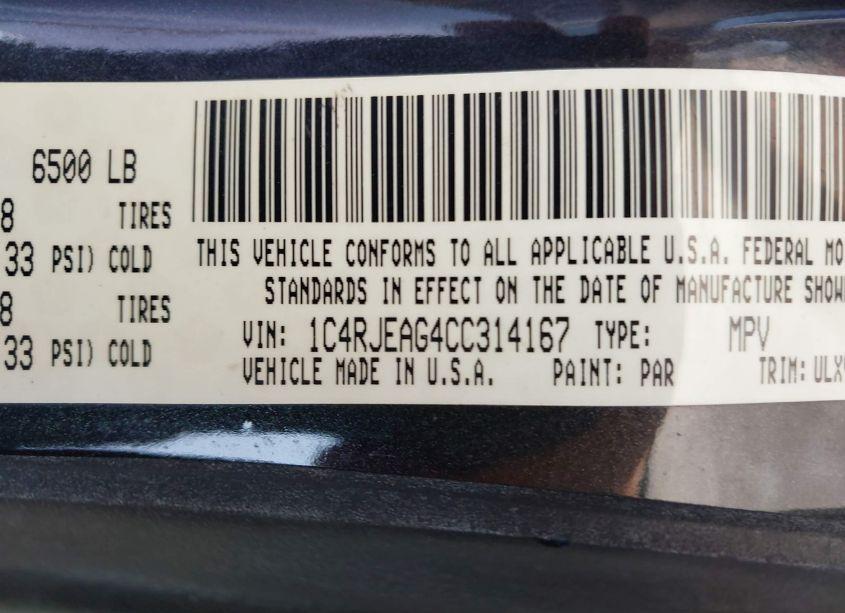 6500 LB
8 TIRES
33 PSI) COLD
8 TIRES
33 PSI) COLD
THIS VEHICLE CONFORMS TO ALL APPLICABLE U.S.A. FEDERAL MO
STANDARDS IN EFFECT ON THE DATE OF MANUFACTURE SHOW
VIN: 1C4RJEAG4CC314167 TYPE: MPV
VEHICLE MADE IN U.S.A. PAINT: PAR TRIM: ULX